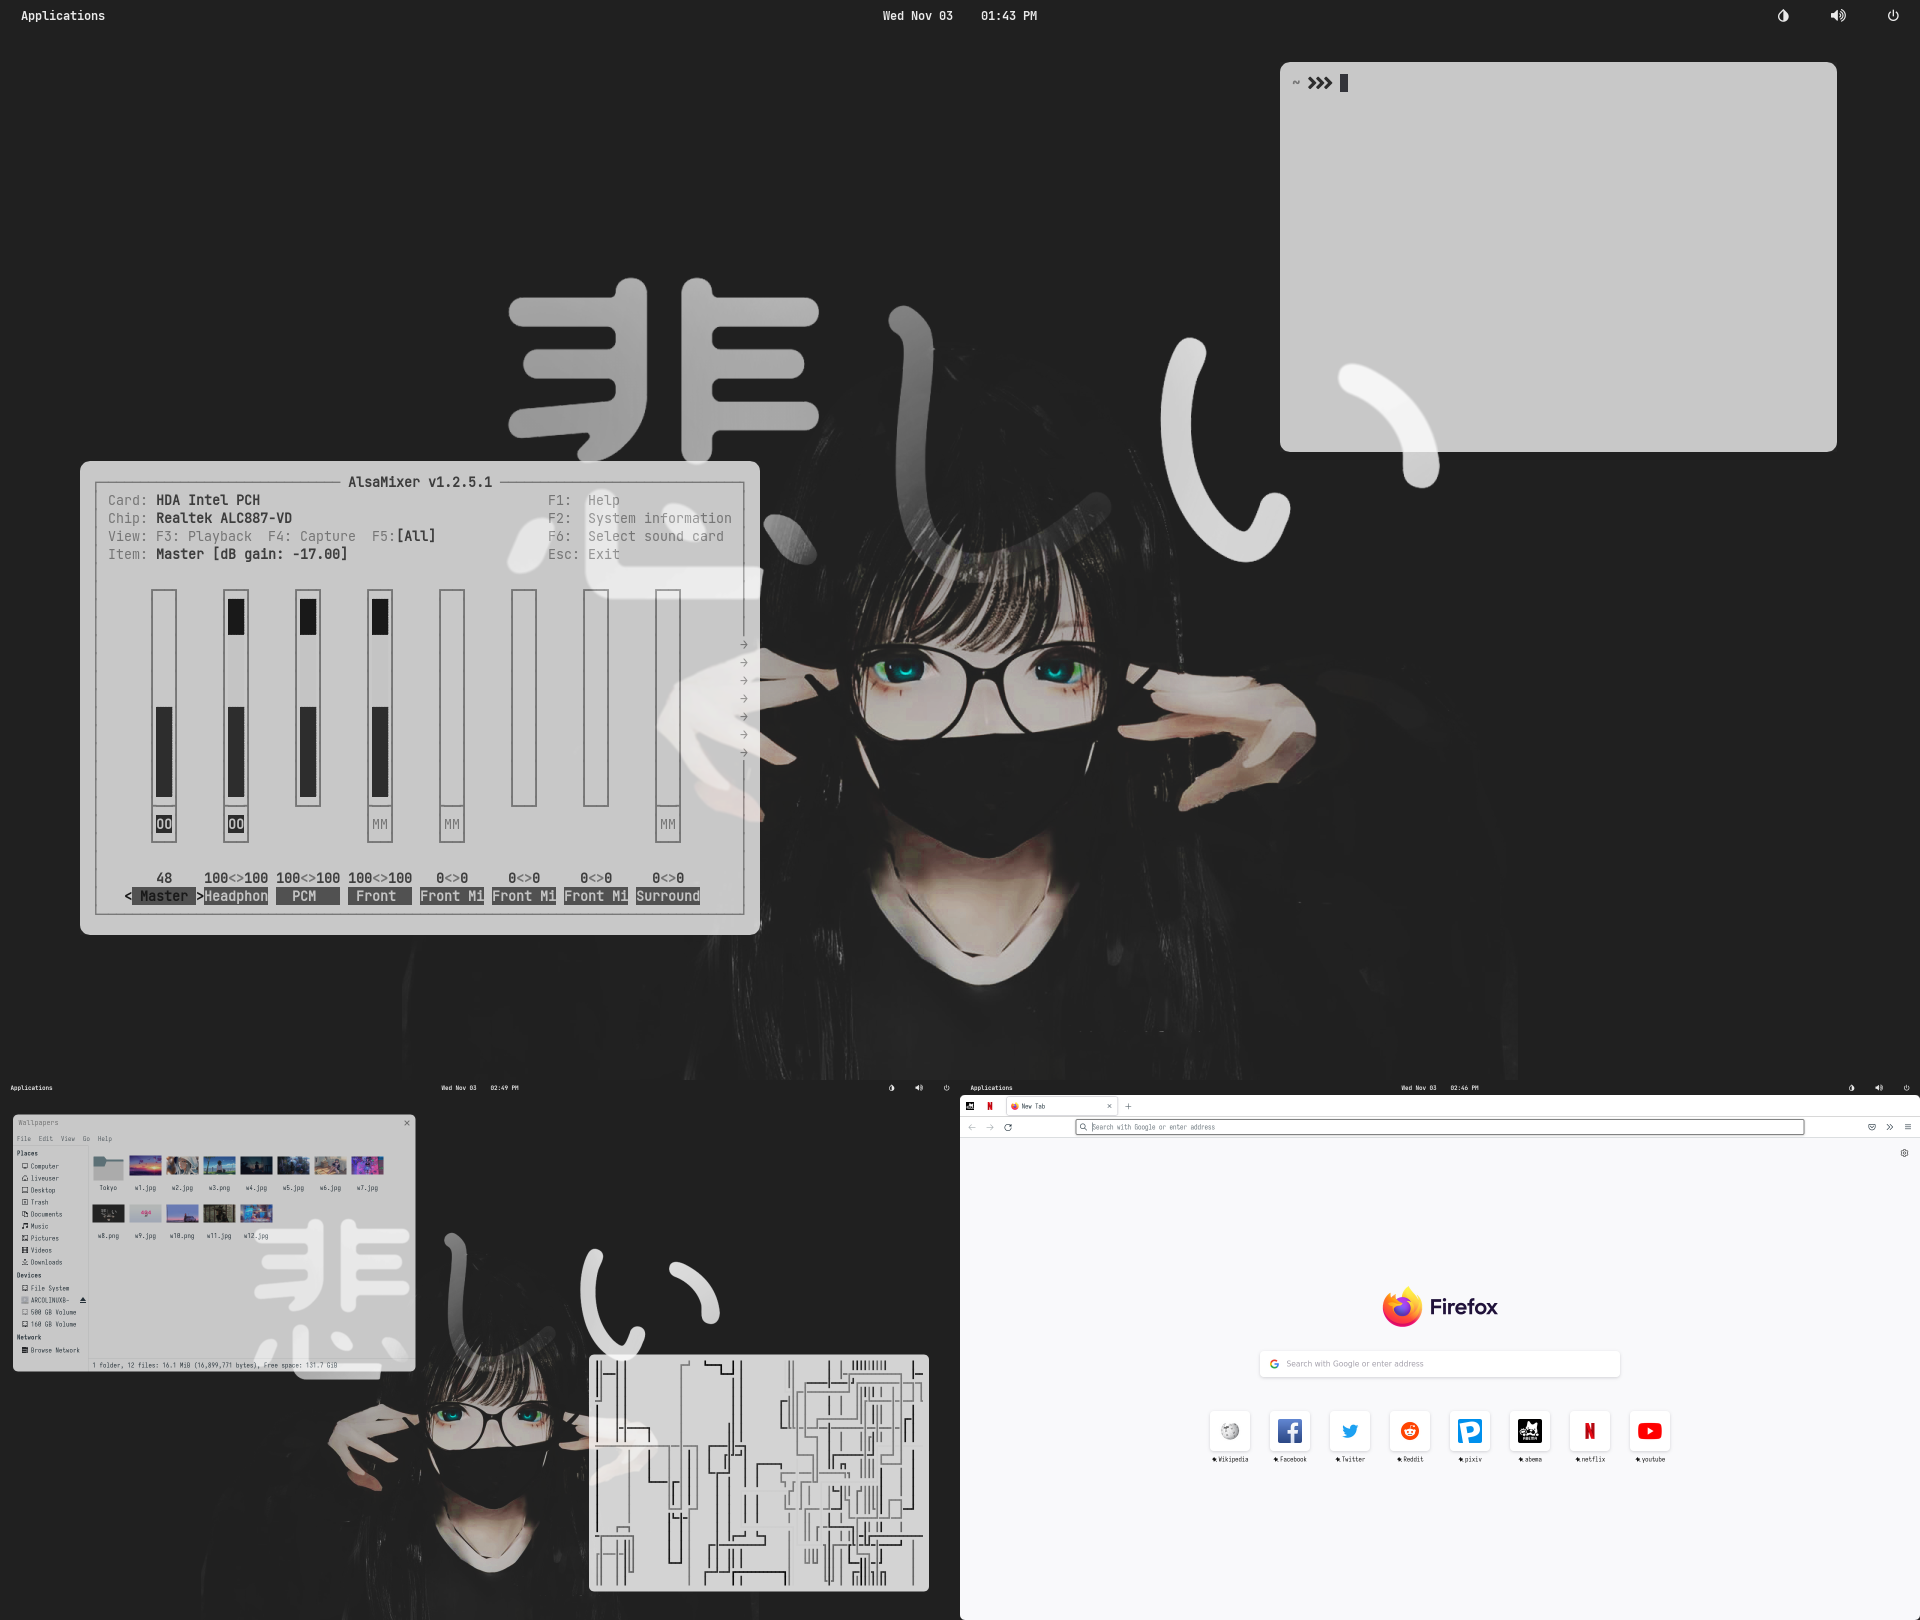 Applications
Wed Nov 03 01:43 PM
~ ❯❯❯
悲しい
AlsaMixer v1.2.5.1
Card: HDA Intel PCH F1: Help
Chip: Realtek ALC887-VD F2: System information
View: F3: Playback F4: Capture F5:[All] F6: Select sound card
Item: Master [dB gain: -17.00] Esc: Exit
OO OO MM MM MM
48 100<>100 100<>100 100<>100 0<>0 0<>0 0<>0 0<>0
< Master >Headphon PCM Front Front Mi Front Mi Front Mi Surround
Applications
Wed Nov 03 02:49 PM
Wallpapers
File Edit View Go Help
Places
Computer
liveuser
Desktop
Trash
Documents
Music
Pictures
Videos
Downloads
Devices
File System
ARCOLINUXB~
500 GB Volume
160 GB Volume
Network
Browse Network
Tokyo w1.jpg w2.jpg w3.png w4.jpg w5.jpg w6.jpg w7.jpg
w8.png w9.jpg w10.png w11.jpg w12.jpg
1 folder, 12 files: 16.1 MiB (16,899,771 bytes), Free space: 131.7 GiB
悲しい
Applications
Wed Nov 03 02:46 PM
New Tab
Search with Google or enter address
Firefox
Search with Google or enter address
Wikipedia Facebook Twitter Reddit pixiv abema netflix youtube